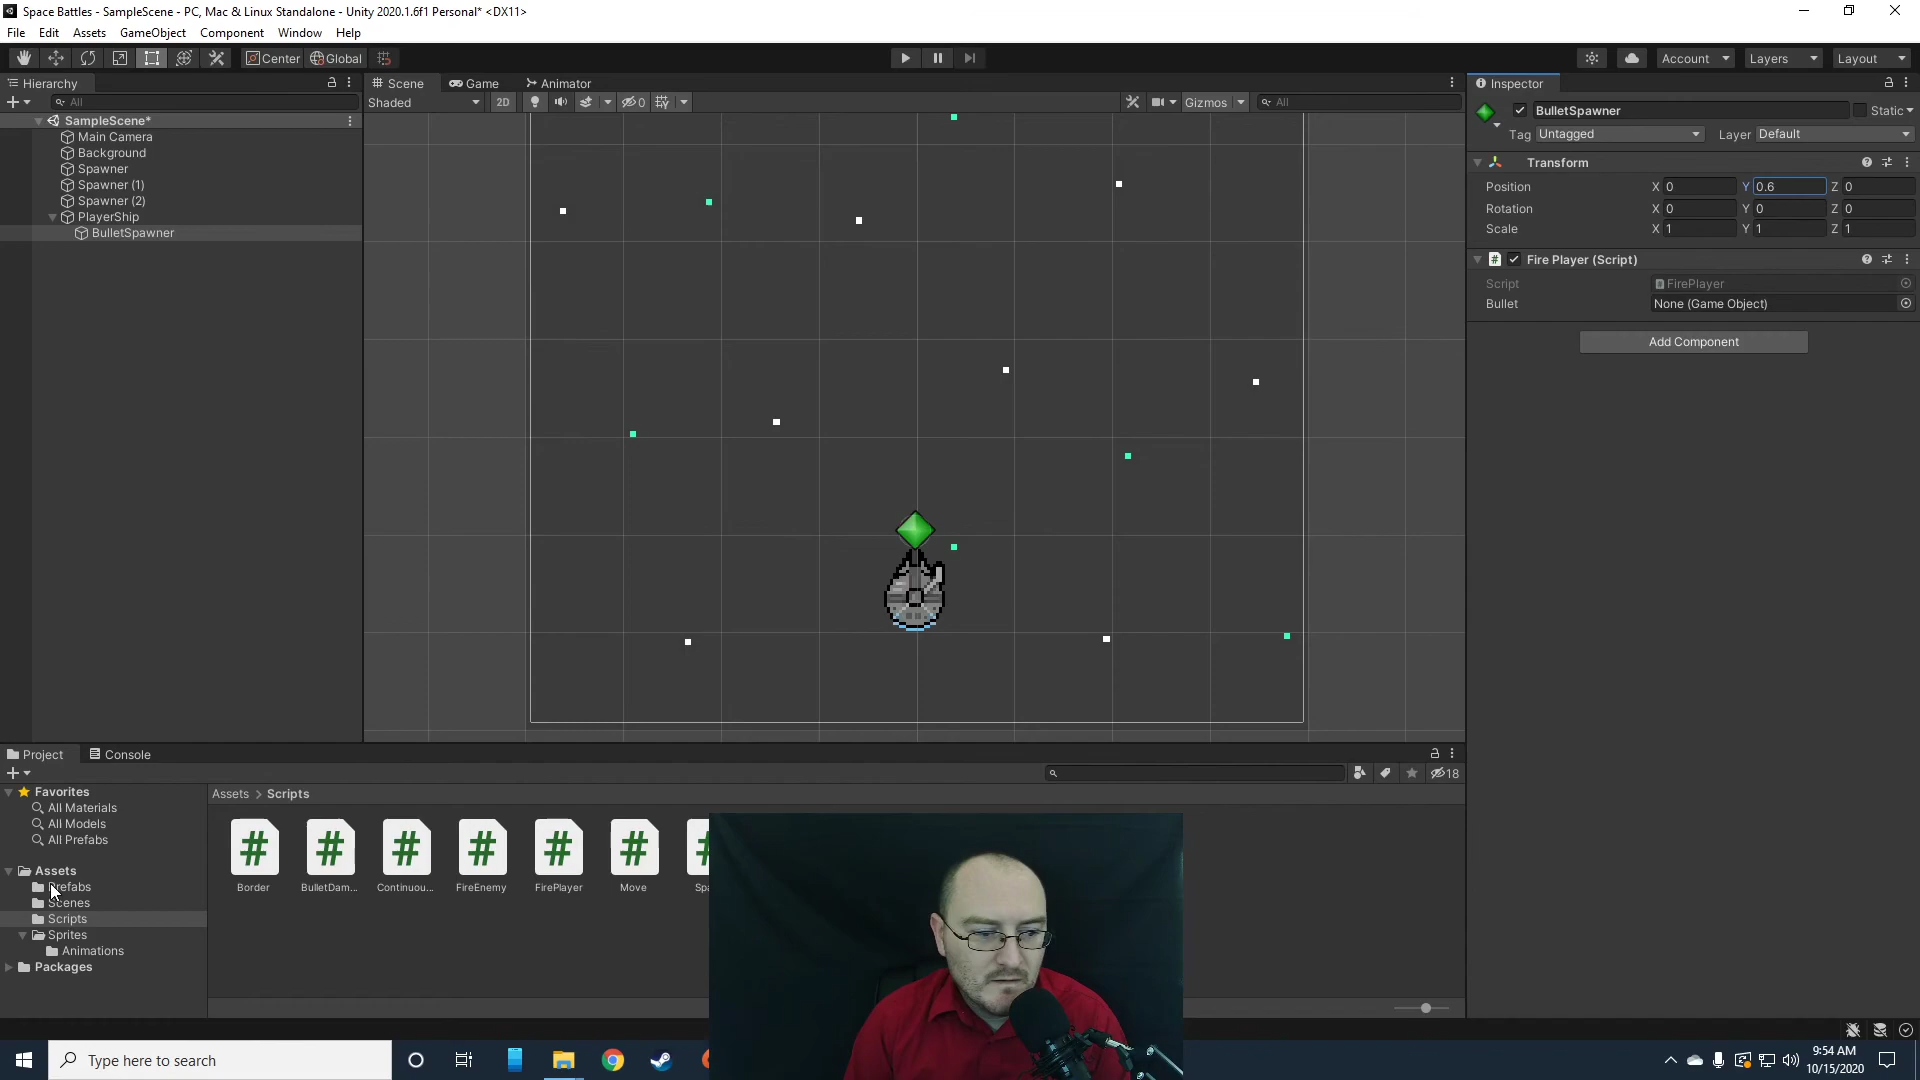 Space Battles - SampleScene - PC, Mac & Linux Standalone - Unity 2020.1.6f1 Personal* <DX11>
File Edit Assets GameObject Component Window Help
Center Global Account Layers Layout
Hierarchy
All
SampleScene*
Main Camera
Background
Spawner
Spawner (1)
Spawner (2)
PlayerShip
BulletSpawner
Scene Game Animator
Shaded 2D 0 Gizmos All
Inspector
BulletSpawner Static
Tag Untagged Layer Default
Transform
Position X 0 Y 0.6 Z 0
Rotation X 0 Y 0 Z 0
Scale X 1 Y 1 Z 1
# Fire Player (Script)
Script FirePlayer
Bullet None (Game Object)
Add Component
Project Console
18
Favorites
All Materials
All Models
All Prefabs
Assets
Prefabs
Scenes
Scripts
Sprites
Animations
Packages
Assets > Scripts
# # # # # #
Border BulletDam... Continuou... FireEnemy FirePlayer Move
Type here to search
9:54 AM
10/15/2020